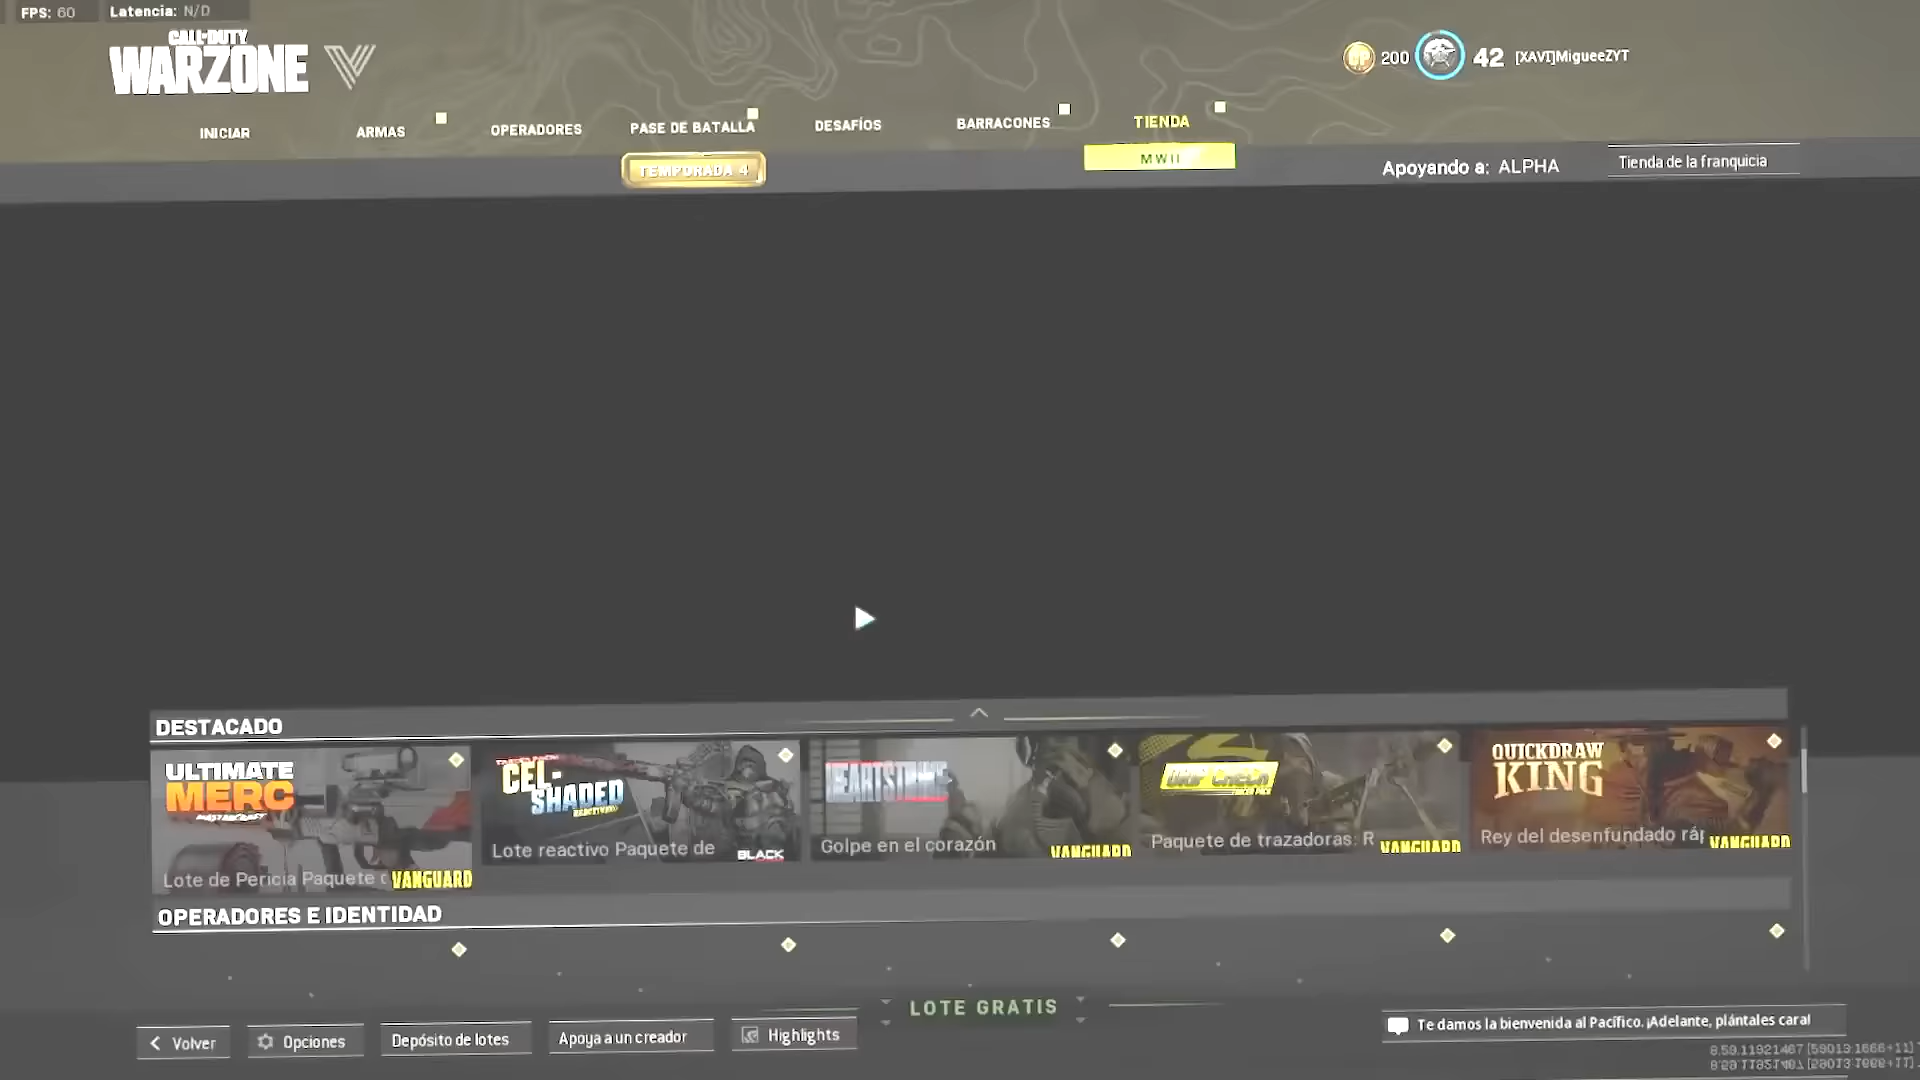 FPS: 60 Latencia: N/D
CALL·DUTY
WARZONE
200 42 [XAVI]MigueeZYT
INICIAR ARMAS OPERADORES PASE DE BATALLA DESAFÍOS BARRACONES TIENDA
TEMPORADA 4 MWII Apoyando a: ALPHA Tienda de la franquicia
DESTACADO
ULTIMATE
MERC
Lote de Pericia Paquete
VANGUARD
CEL-
SHADED
Lote reactivo Paquete de
BLACK
HEARTSTRIKE
Golpe en el corazón
VANGUARD
DROP CHECK
Paquete de trazadoras: R
VANGUARD
QUICKDRAW
KING
Rey del desenfundado ráp
VANGUARD
OPERADORES E IDENTIDAD
LOTE GRATIS
Volver Opciones Depósito de lotes Apoya a un creador Highlights
Te damos la bienvenida al Pacífico. ¡Adelante, plántales cara!